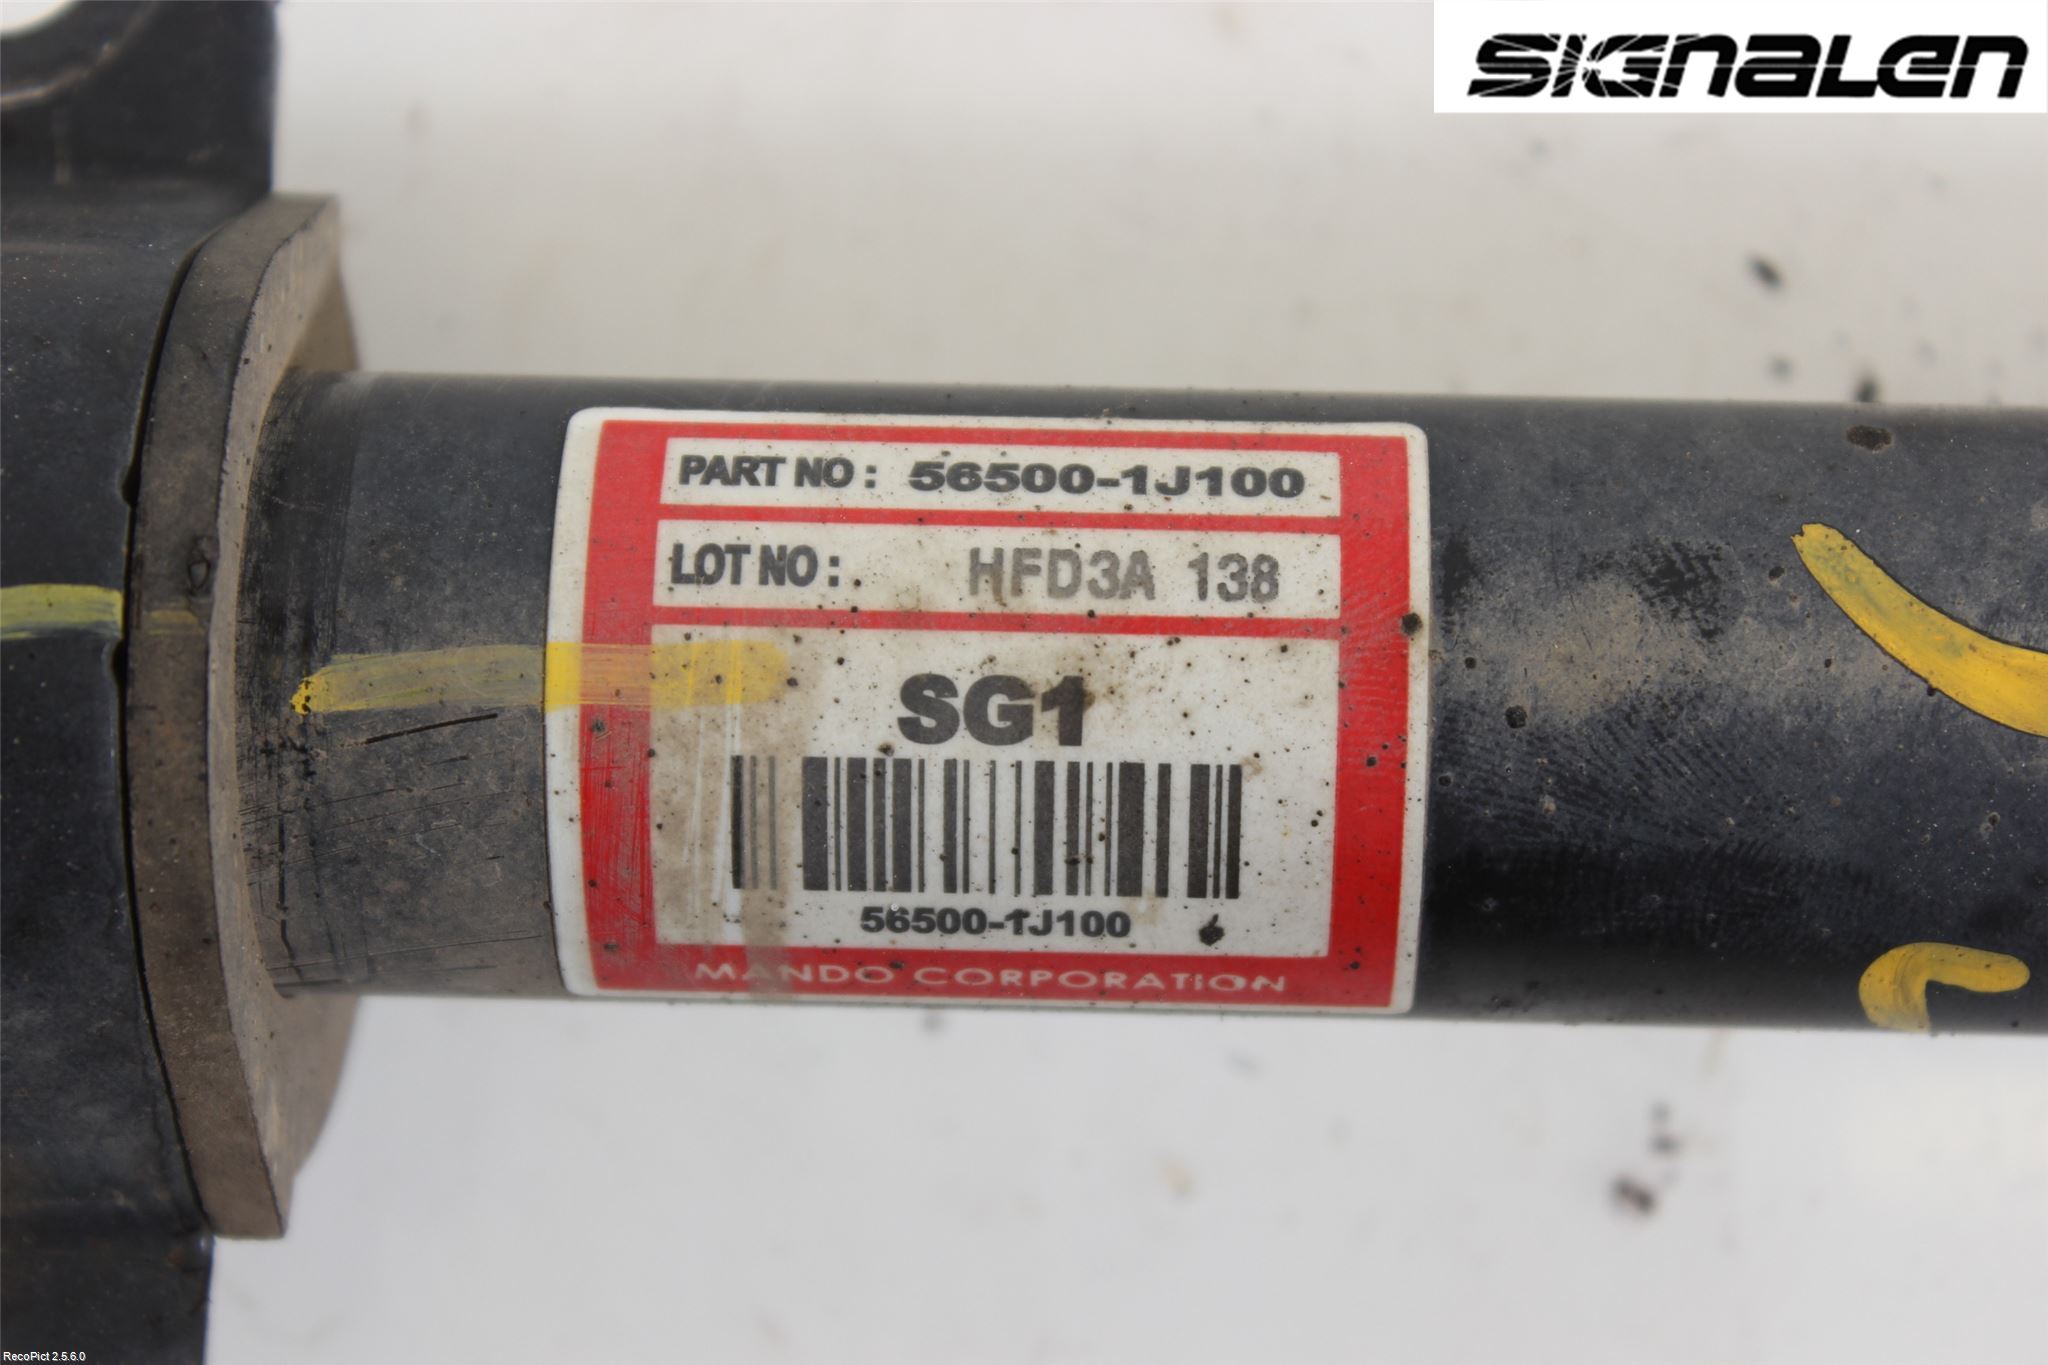 SIGNALEN
PART NO : 56500-1J100
LOT NO : HFD3A 138
SG1
56500-1J100
MANDO CORPORATION
RecoPict 2.5.6.0